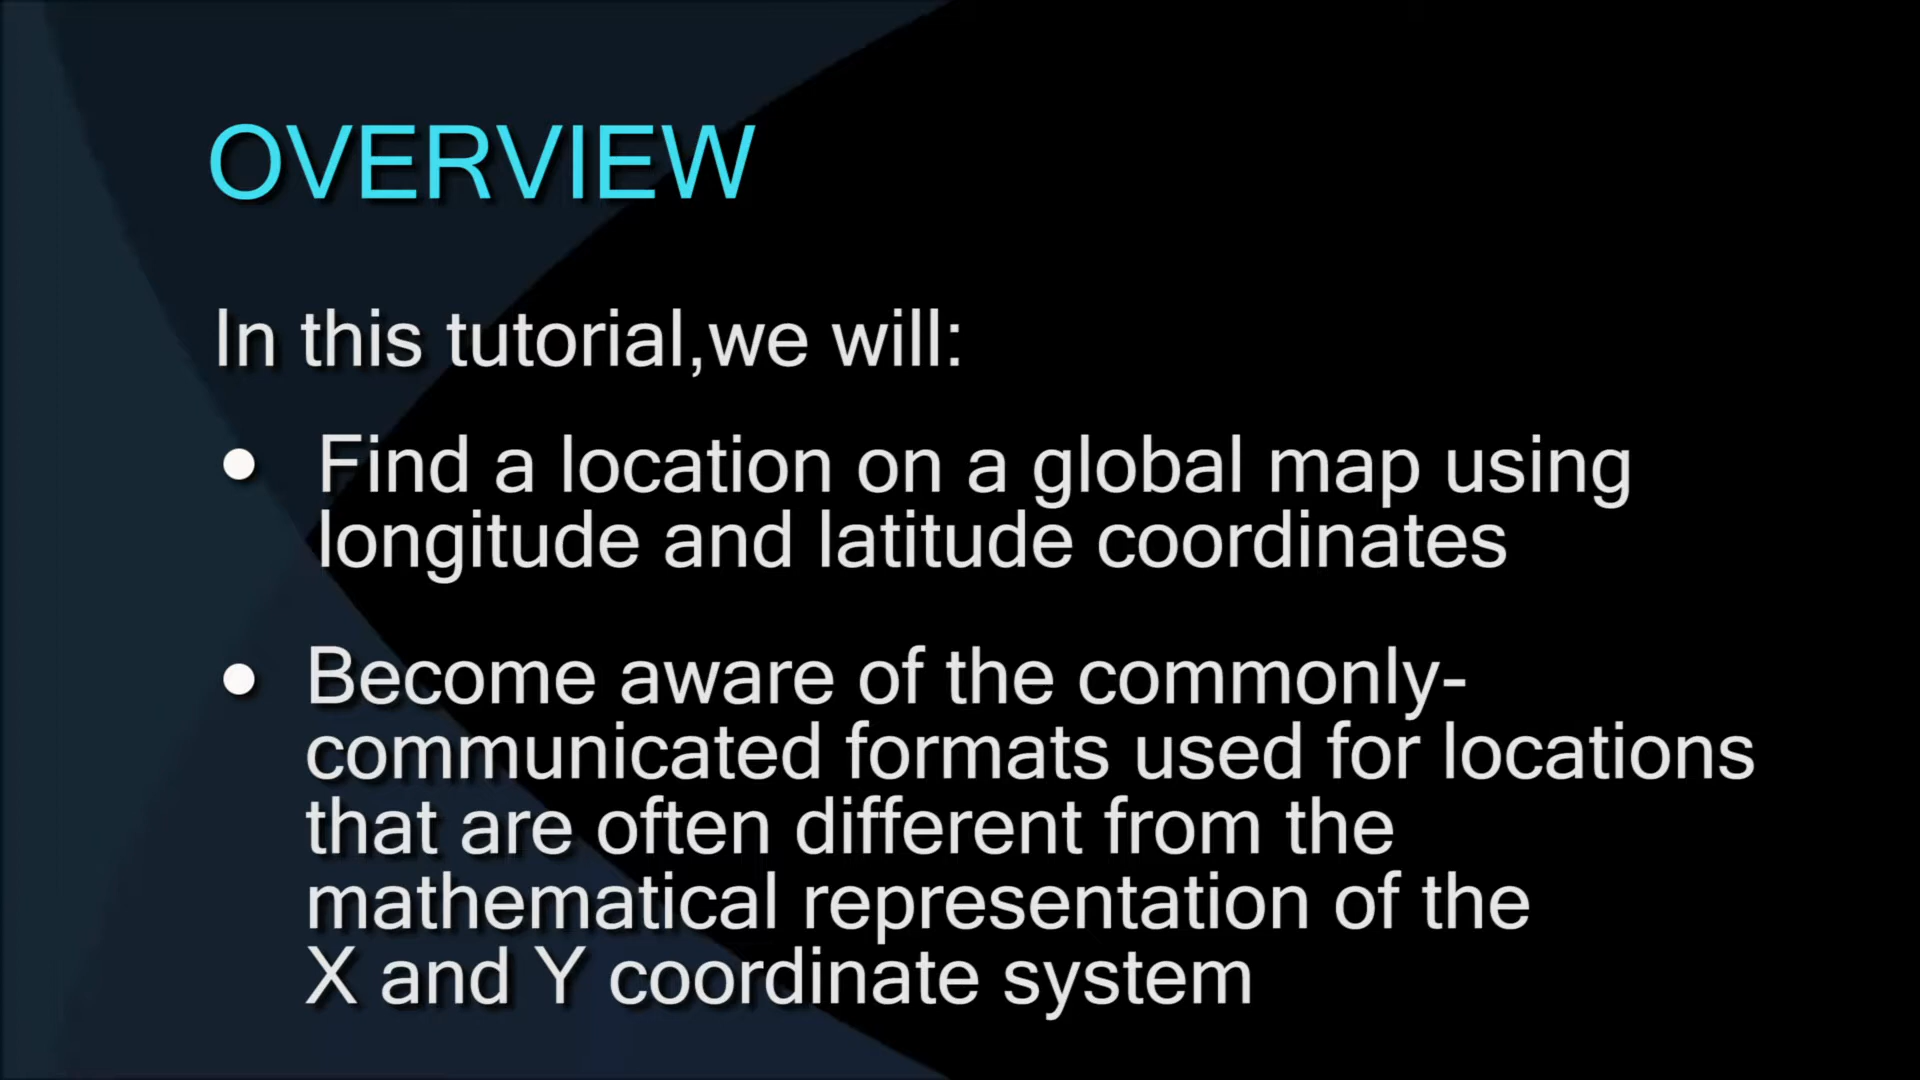 OVERVIEW
In this tutorial,we will:
• Find a location on a global map using
longitude and latitude coordinates
• Become aware of the commonly-
communicated formats used for locations
that are often different from the
mathematical representation of the
X and Y coordinate system